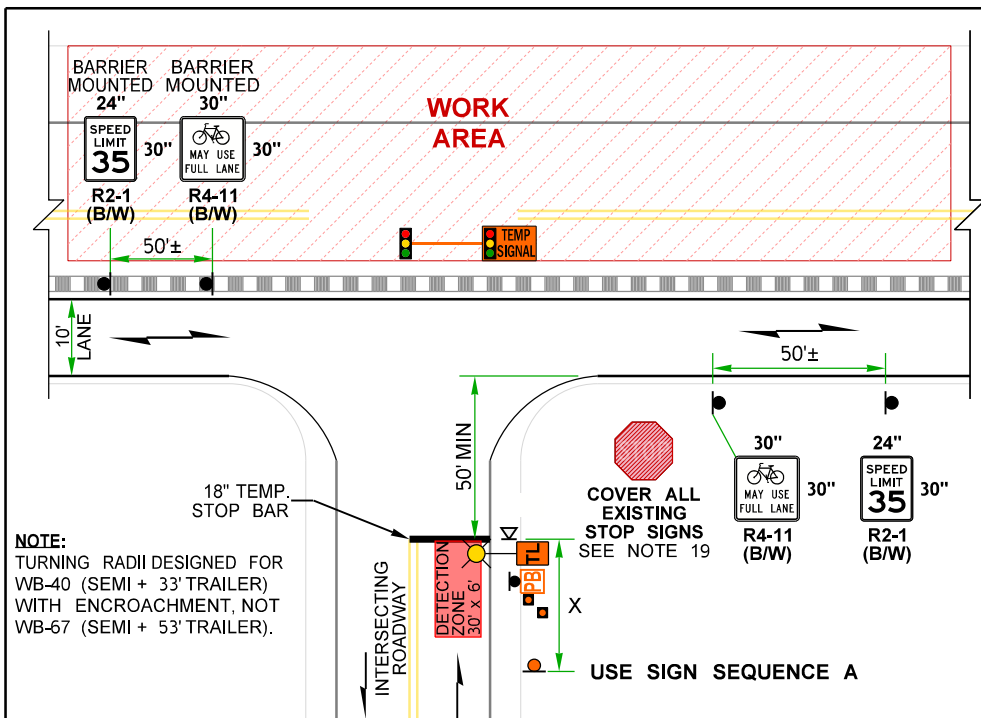 BARRIER MOUNTED
24"
SPEED LIMIT 35
30"
R2-1
(B/W)
BARRIER MOUNTED
30"
MAY USE FULL LANE
30"
R4-11
(B/W)
WORK
AREA
50'±
TEMP
SIGNAL
10'
LANE
50'±
50' MIN
STOP
COVER ALL
EXISTING
STOP SIGNS
SEE NOTE 19
30"
MAY USE
FULL LANE
30"
R4-11
(B/W)
24"
SPEED
LIMIT
35
30"
R2-1
(B/W)
18" TEMP.
STOP BAR
NOTE:
TURNING RADII DESIGNED FOR
WB-40 (SEMI + 33' TRAILER)
WITH ENCROACHMENT, NOT
WB-67 (SEMI + 53' TRAILER).
INTERSECTING
ROADWAY
DETECTION
ZONE
30' x 6'
TL
PB
X
USE SIGN SEQUENCE A